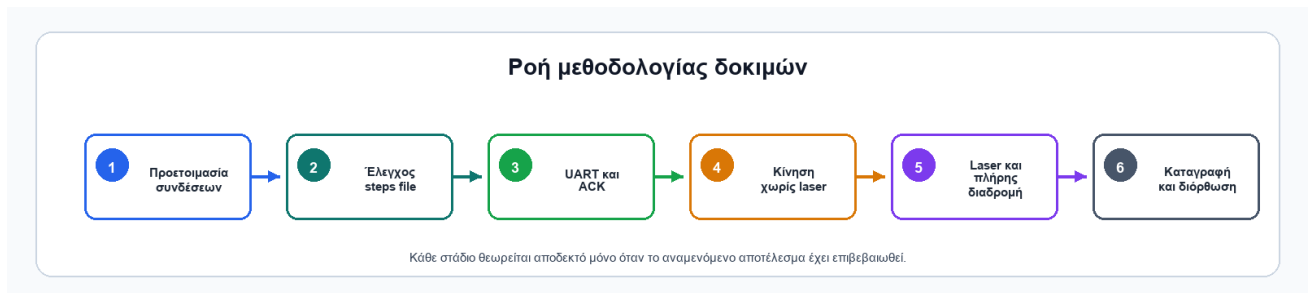 Ροή μεθοδολογίας δοκιμών
1
Προετοιμασία
συνδέσεων
2
Έλεγχος
steps file
3
UART και
ACK
4
Κίνηση
χωρίς laser
5
Laser και
πλήρης
διαδρομή
6
Καταγραφή
και διόρθωση
Κάθε στάδιο θεωρείται αποδεκτό μόνο όταν το αναμενόμενο αποτέλεσμα έχει επιβεβαιωθεί.